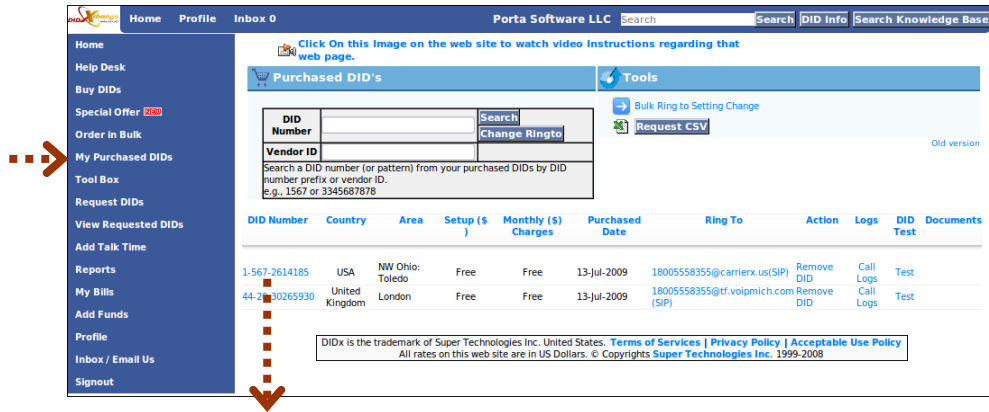 DIDXchange
Home Profile Inbox 0 Porta Software LLC Search Search DID Info Search Knowledge Base
Home
Help Desk
Buy DIDs
Special Offer NEW
Order in Bulk
My Purchased DIDs
Tool Box
Request DIDs
View Requested DIDs
Add Talk Time
Reports
My Bills
Add Funds
Profile
Inbox / Email Us
Signout
Click On this Image on the web site to watch video Instructions regarding that
web page.
Purchased DID's
Tools
DID
Number
Search
Change Ringto
Vendor ID
Search a DID number (or pattern) from your purchased DIDs by DID
number prefix or vendor ID.
e.g., 1567 or 3345687878
Bulk Ring to Setting Change
Request CSV
Old version
DID Number Country Area Setup ($ Monthly ($) Purchased Ring To Action Logs DID Documents
) Charges Date Test
1-567-2614185 USA NW Ohio: Toledo Free Free 13-Jul-2009 18005558355@carrierx.us(SIP) Remove DID Call Logs Test
44-20-30265930 United Kingdom London Free Free 13-Jul-2009 18005558355@tf.voipmich.com (SIP) Remove DID Call Logs Test
DIDx is the trademark of Super Technologies Inc. United States. Terms of Services | Privacy Policy | Acceptable Use Policy
All rates on this web site are in US Dollars. © Copyrights Super Technologies Inc. 1999-2008